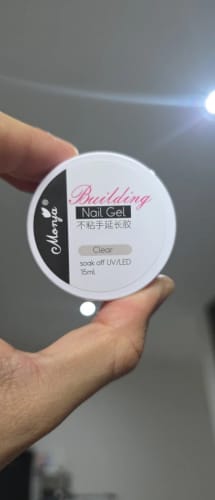 Monja
Building
Nail Gel
不粘手延长胶
Clear
soak off UV/LED
15ml